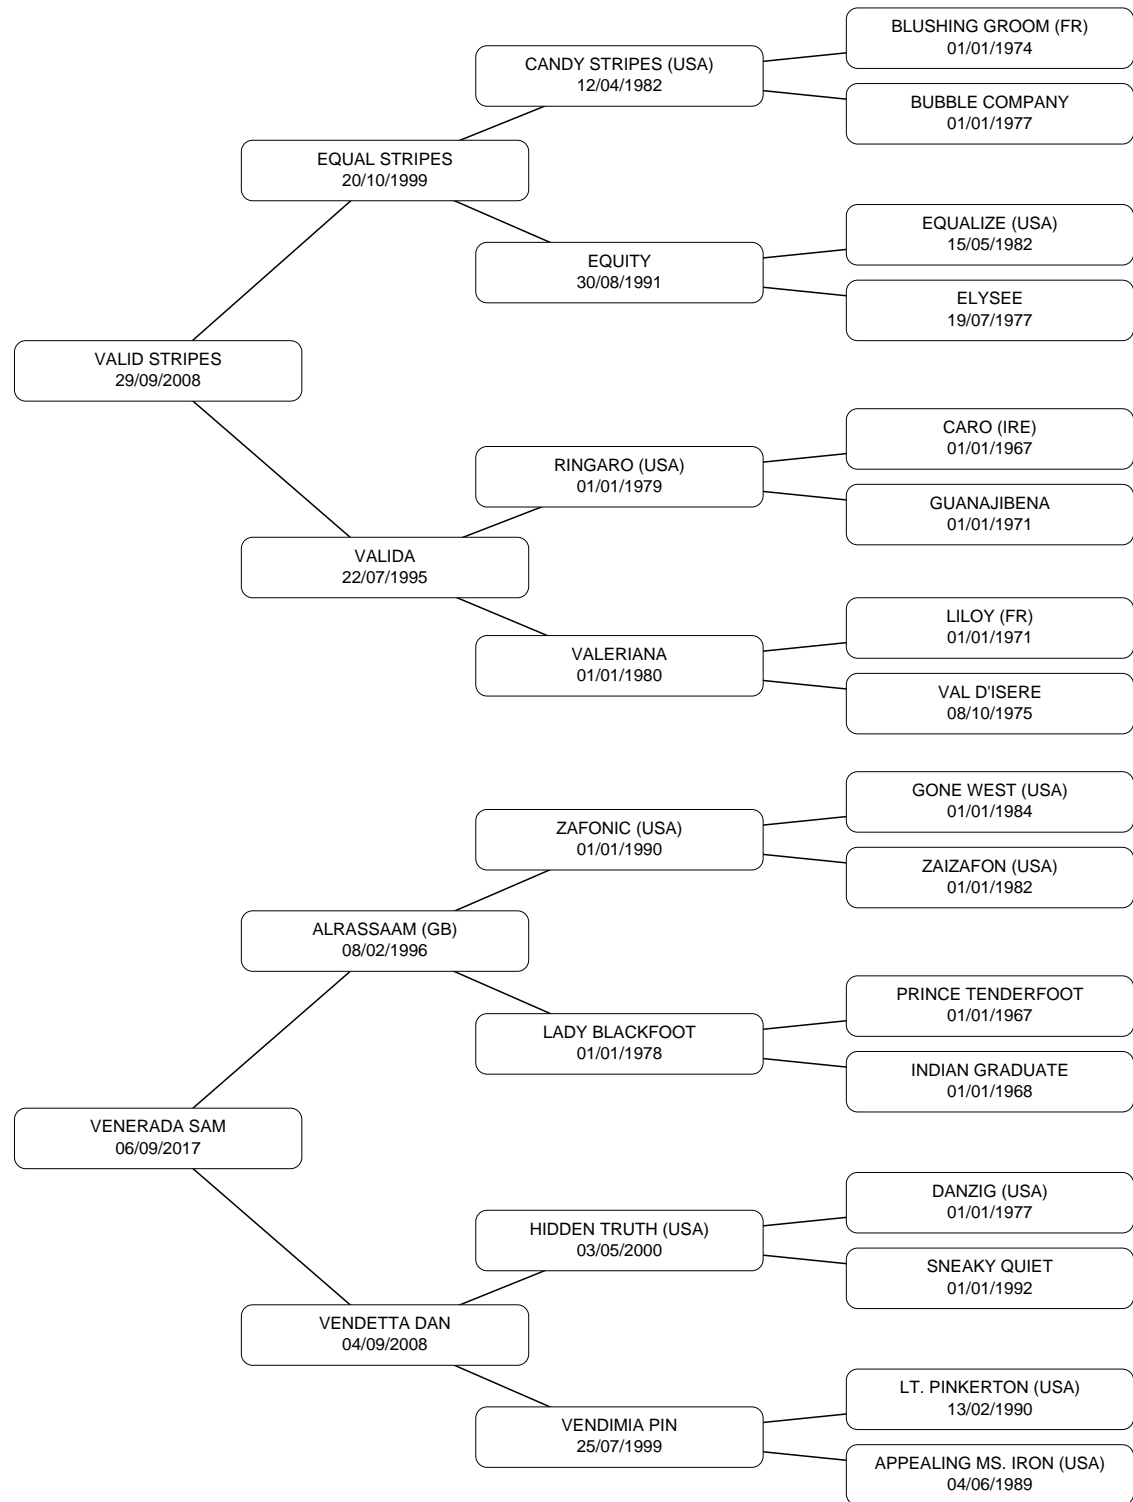 BLUSHING GROOM (FR)
01/01/1974
CANDY STRIPES (USA)
12/04/1982
BUBBLE COMPANY
01/01/1977
EQUAL STRIPES
20/10/1999
EQUALIZE (USA)
15/05/1982
EQUITY
30/08/1991
ELYSEE
19/07/1977
VALID STRIPES
29/09/2008
CARO (IRE)
01/01/1967
RINGARO (USA)
01/01/1979
GUANAJIBENA
01/01/1971
VALIDA
22/07/1995
LILOY (FR)
01/01/1971
VALERIANA
01/01/1980
VAL D'ISERE
08/10/1975
GONE WEST (USA)
01/01/1984
ZAFONIC (USA)
01/01/1990
ZAIZAFON (USA)
01/01/1982
ALRASSAAM (GB)
08/02/1996
PRINCE TENDERFOOT
01/01/1967
LADY BLACKFOOT
01/01/1978
INDIAN GRADUATE
01/01/1968
VENERADA SAM
06/09/2017
DANZIG (USA)
01/01/1977
HIDDEN TRUTH (USA)
03/05/2000
SNEAKY QUIET
01/01/1992
VENDETTA DAN
04/09/2008
LT. PINKERTON (USA)
13/02/1990
VENDIMIA PIN
25/07/1999
APPEALING MS. IRON (USA)
04/06/1989